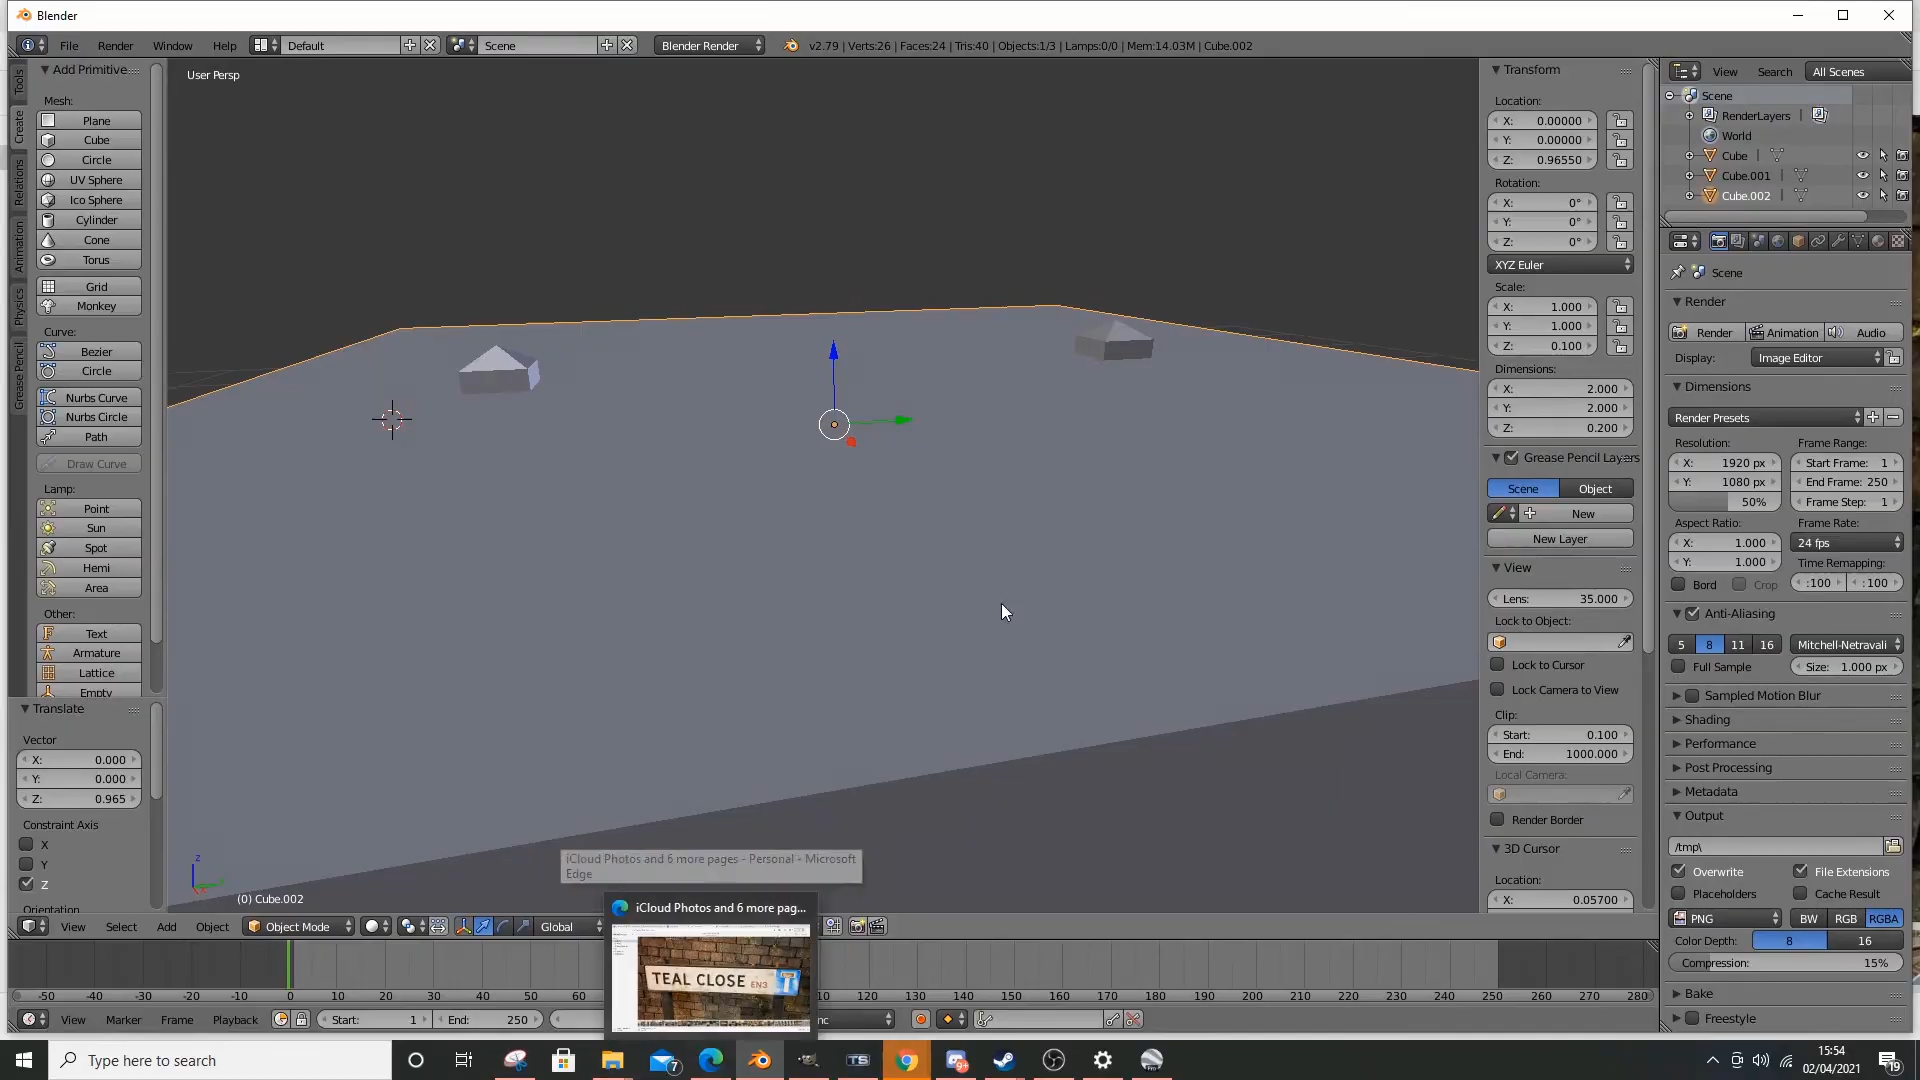 Blender
File Render Window Help Default Scene Blender Render v2.79 | Verts:26 | Faces:24 | Tris:40 | Objects:1/3 | Lamps:0/0 | Mem:14.03M | Cube.002
Tools
Create
Relations
Animation
Physics
Grease Pencil
Add Primitive
Mesh:
Plane
Cube
Circle
UV Sphere
Ico Sphere
Cylinder
Cone
Torus
Grid
Monkey
Curve:
Bezier
Circle
Nurbs Curve
Nurbs Circle
Path
Draw Curve
Lamp:
Point
Sun
Spot
Hemi
Area
Other:
Text
Armature
Lattice
Empty
Translate
Vector
X: 0.000
Y: 0.000
Z: 0.965
Constraint Axis
X
Y
Z
Orientation
User Persp
(0) Cube.002
Transform
Location:
X: 0.00000
Y: 0.00000
Z: 0.96550
Rotation:
X: 0°
Y: 0°
Z: 0°
XYZ Euler
Scale:
X: 1.000
Y: 1.000
Z: 0.100
Dimensions:
X: 2.000
Y: 2.000
Z: 0.200
Grease Pencil Layers
Scene Object
New
New Layer
View
Lens: 35.000
Lock to Object:
Lock to Cursor
Lock Camera to View
Clip:
Start: 0.100
End: 1000.000
Local Camera:
Render Border
3D Cursor
Location:
X: 0.05700
View Search All Scenes
Scene
RenderLayers |
World
Cube |
Cube.001 |
Cube.002 |
Scene
Render
Render Animation Audio
Display: Image Editor
Dimensions
Render Presets
Resolution: Frame Range:
X: 1920 px Start Frame: 1
Y: 1080 px End Frame: 250
50% Frame Step: 1
Aspect Ratio: Frame Rate:
X: 1.000 24 fps
Y: 1.000 Time Remapping:
Bord Crop :100 :100
Anti-Aliasing
5 8 11 16 Mitchell-Netravali
Full Sample Size: 1.000 px
Sampled Motion Blur
Shading
Performance
Post Processing
Metadata
Output
/tmp\
Overwrite File Extensions
Placeholders Cache Result
PNG BW RGB RGBA
Color Depth: 8 16
Compression: 15%
Bake
Freestyle
iCloud Photos and 6 more pages - Personal - Microsoft
Edge
iCloud Photos and 6 more pag...
TEAL CLOSE EN3
View Select Add Object Object Mode Global
-50 -40 -30 -20 -10 0 10 20 30 40 50 60 110 120 130 140 150 160 170 180 190 200 210 220 230 240 250 260 270 280
View Marker Frame Playback Start: 1 End: 250 nc
Type here to search
7
TS
9+
15:54
02/04/2021
19